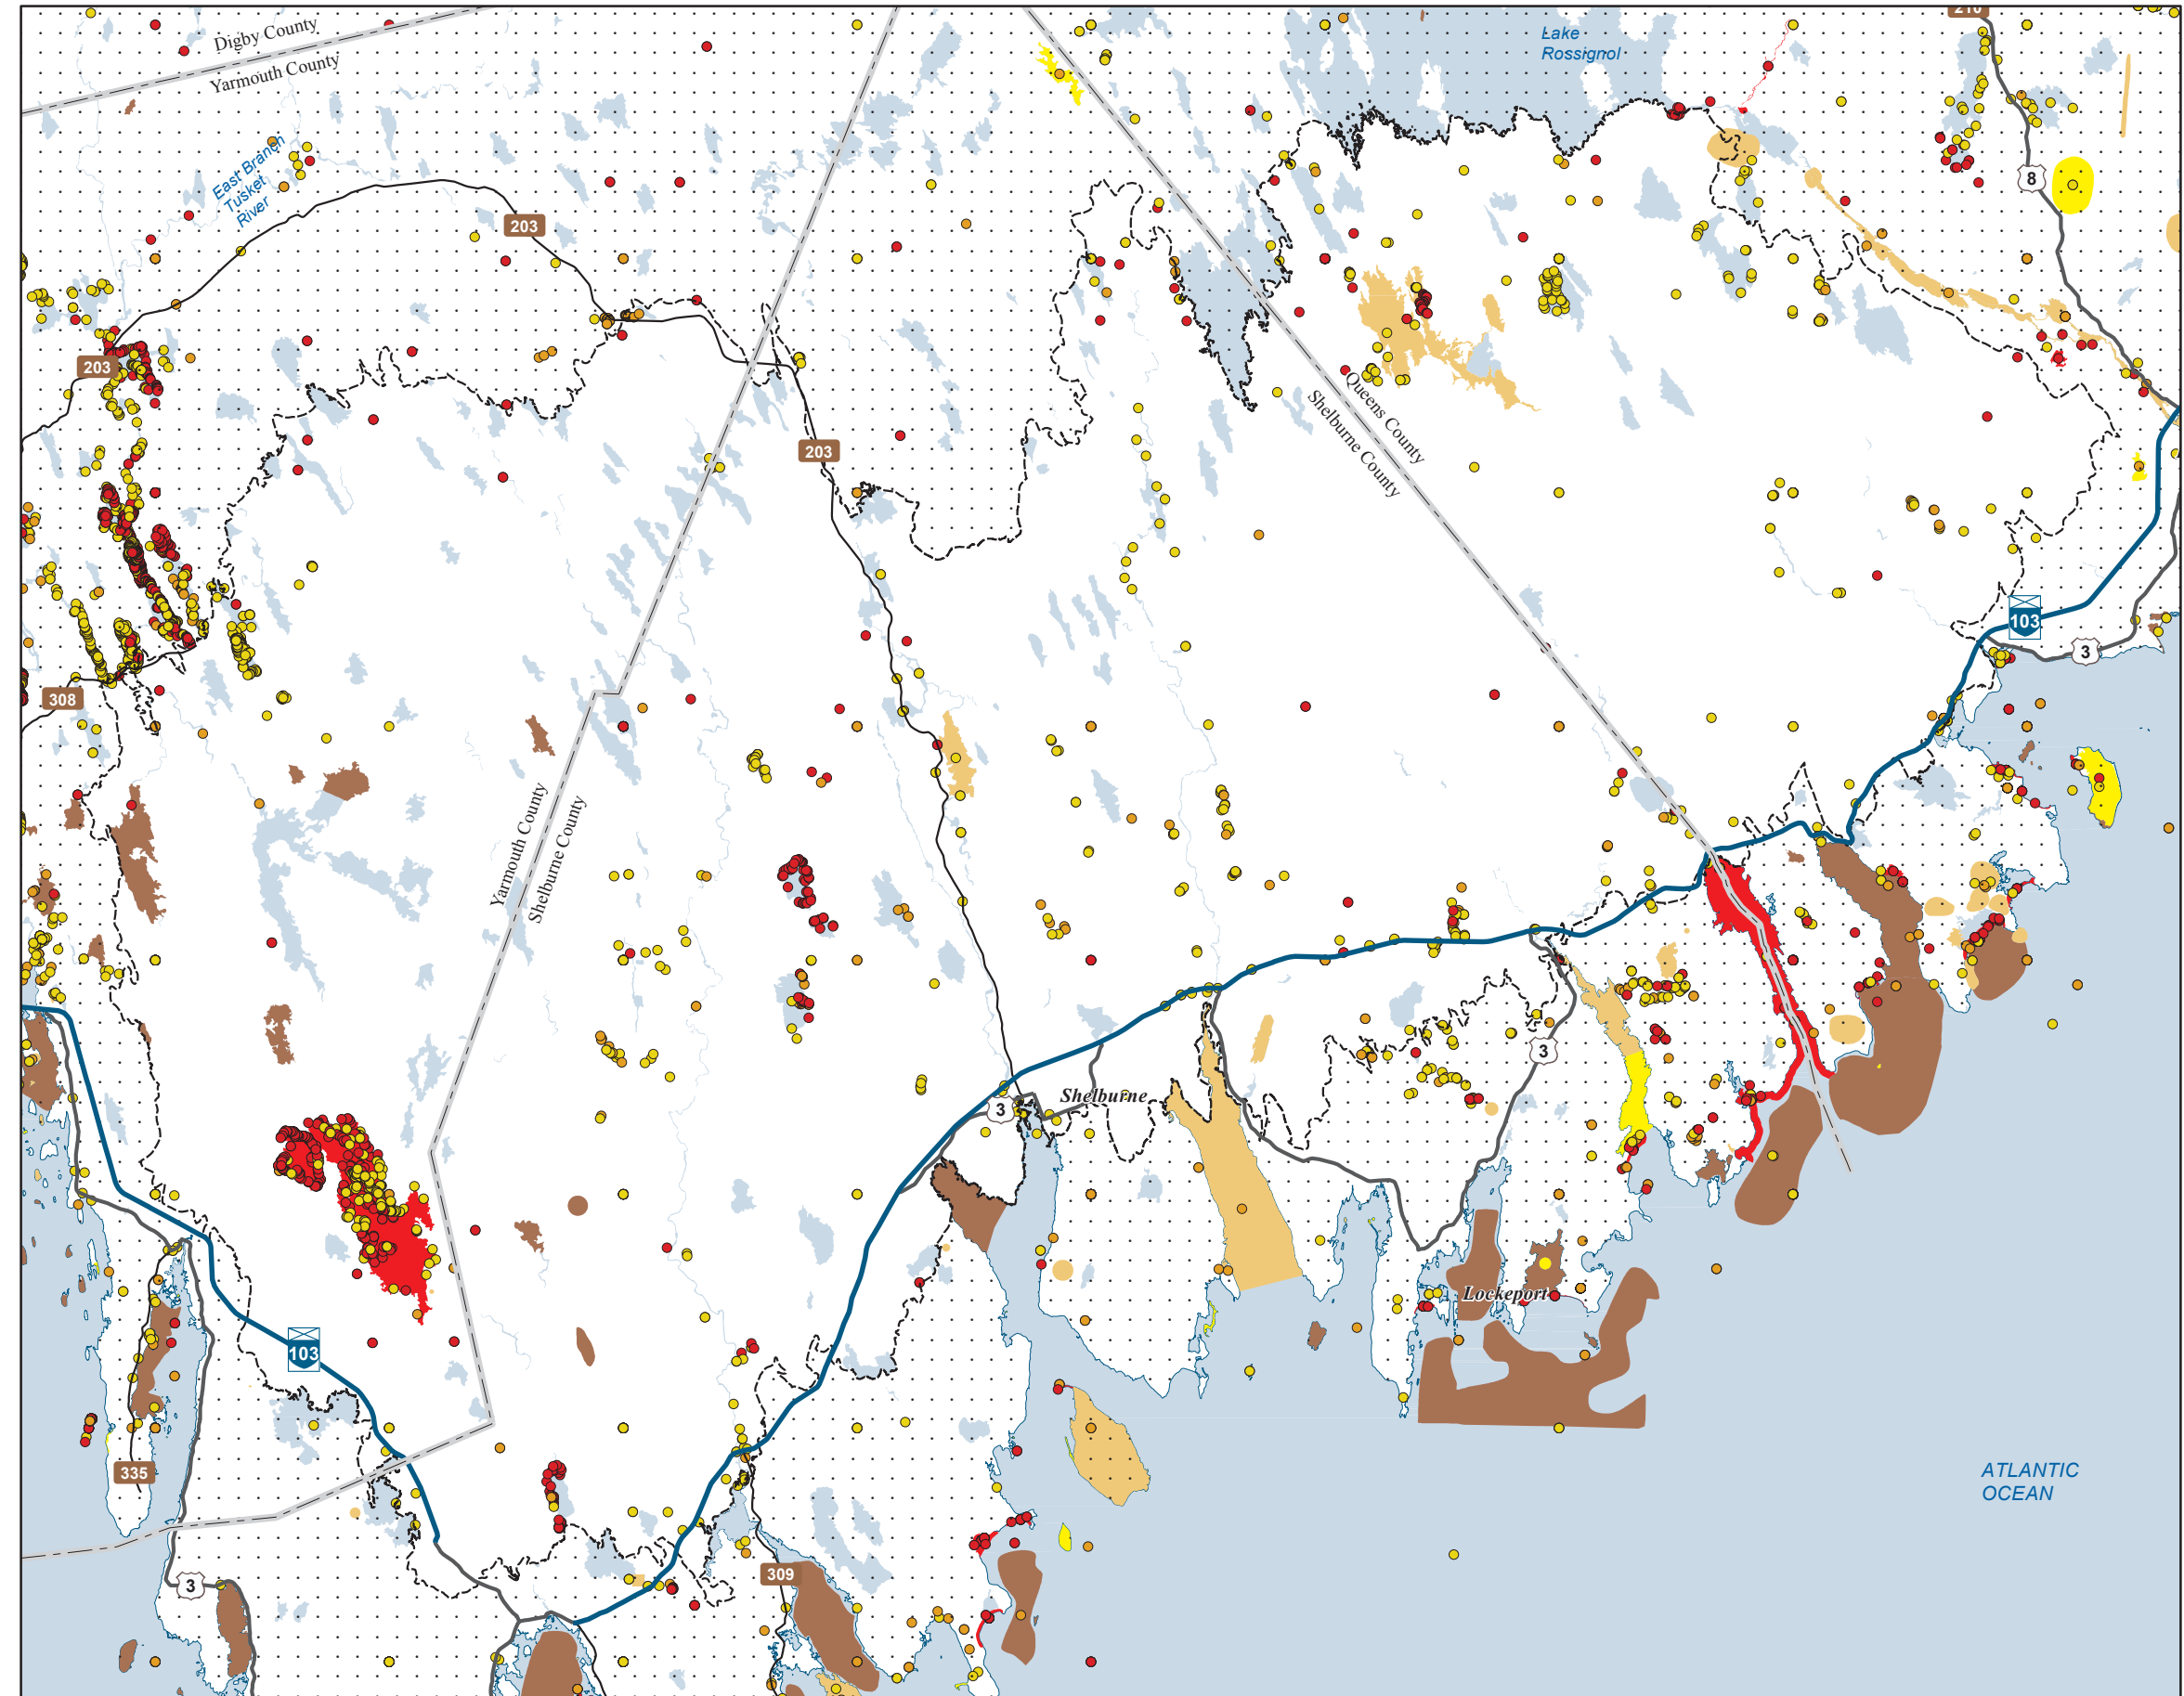 210
Digby County
Yarmouth County
Lake
Rossignol
East Branch
Tusket
River
203
8
203
203
Queens County
Shelburne County
103
3
308
Yarmouth County
Shelburne County
3
Shelburne
3
Lockeport
103
335
ATLANTIC
OCEAN
309
3